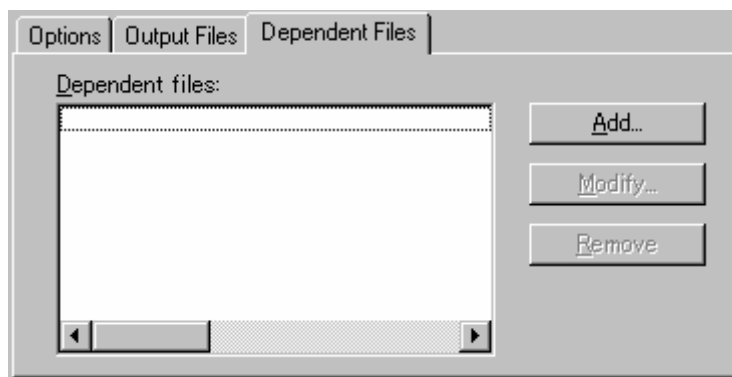 Options Output Files Dependent Files
Dependent files:
Add...
Modify...
Remove